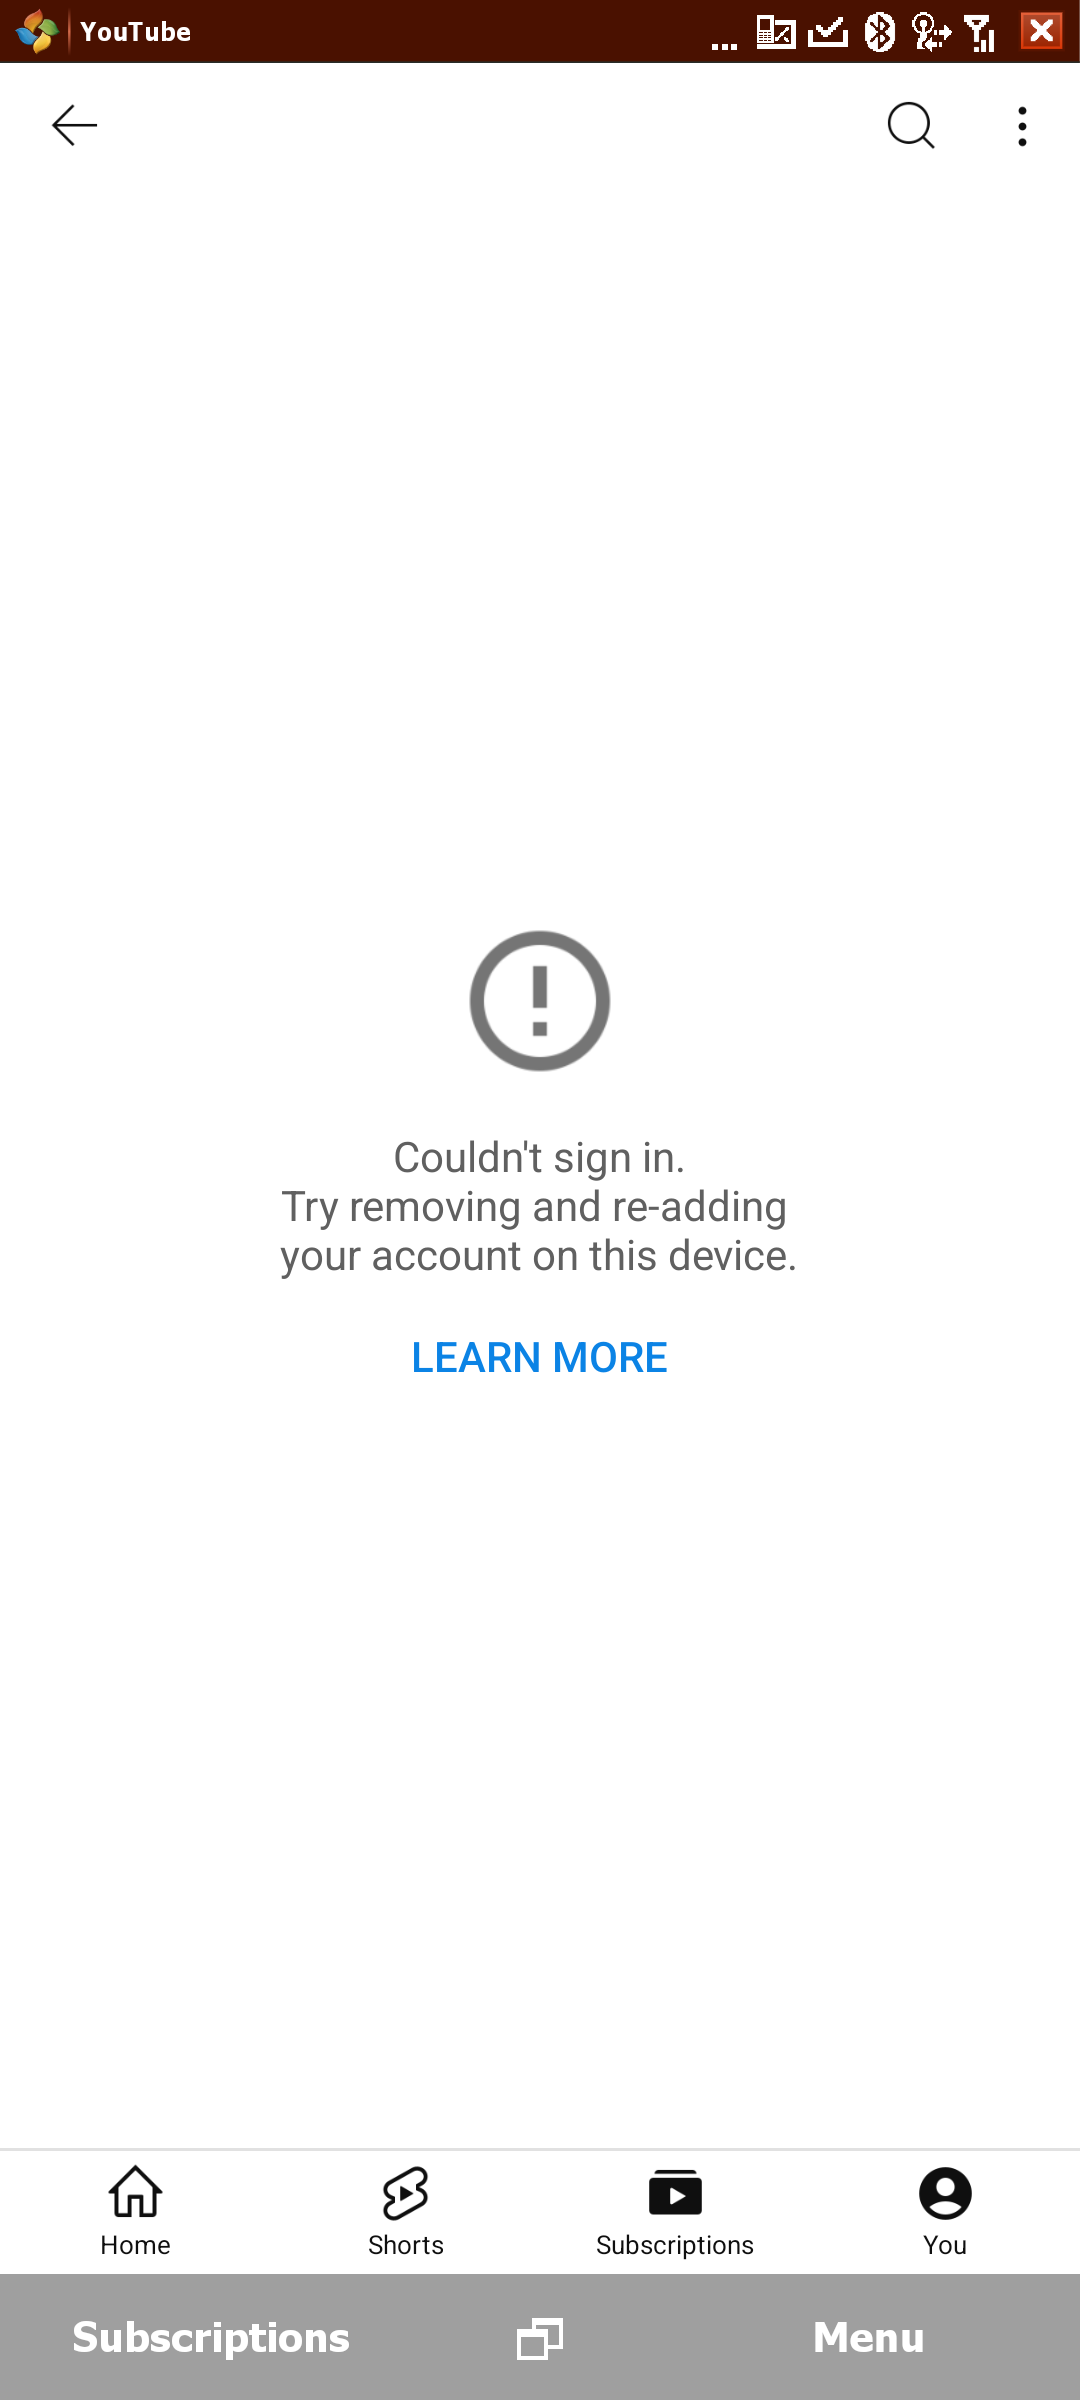 YouTube
Couldn't sign in.
Try removing and re-adding
your account on this device.
LEARN MORE
Home
Shorts
Subscriptions
You
Subscriptions
Menu